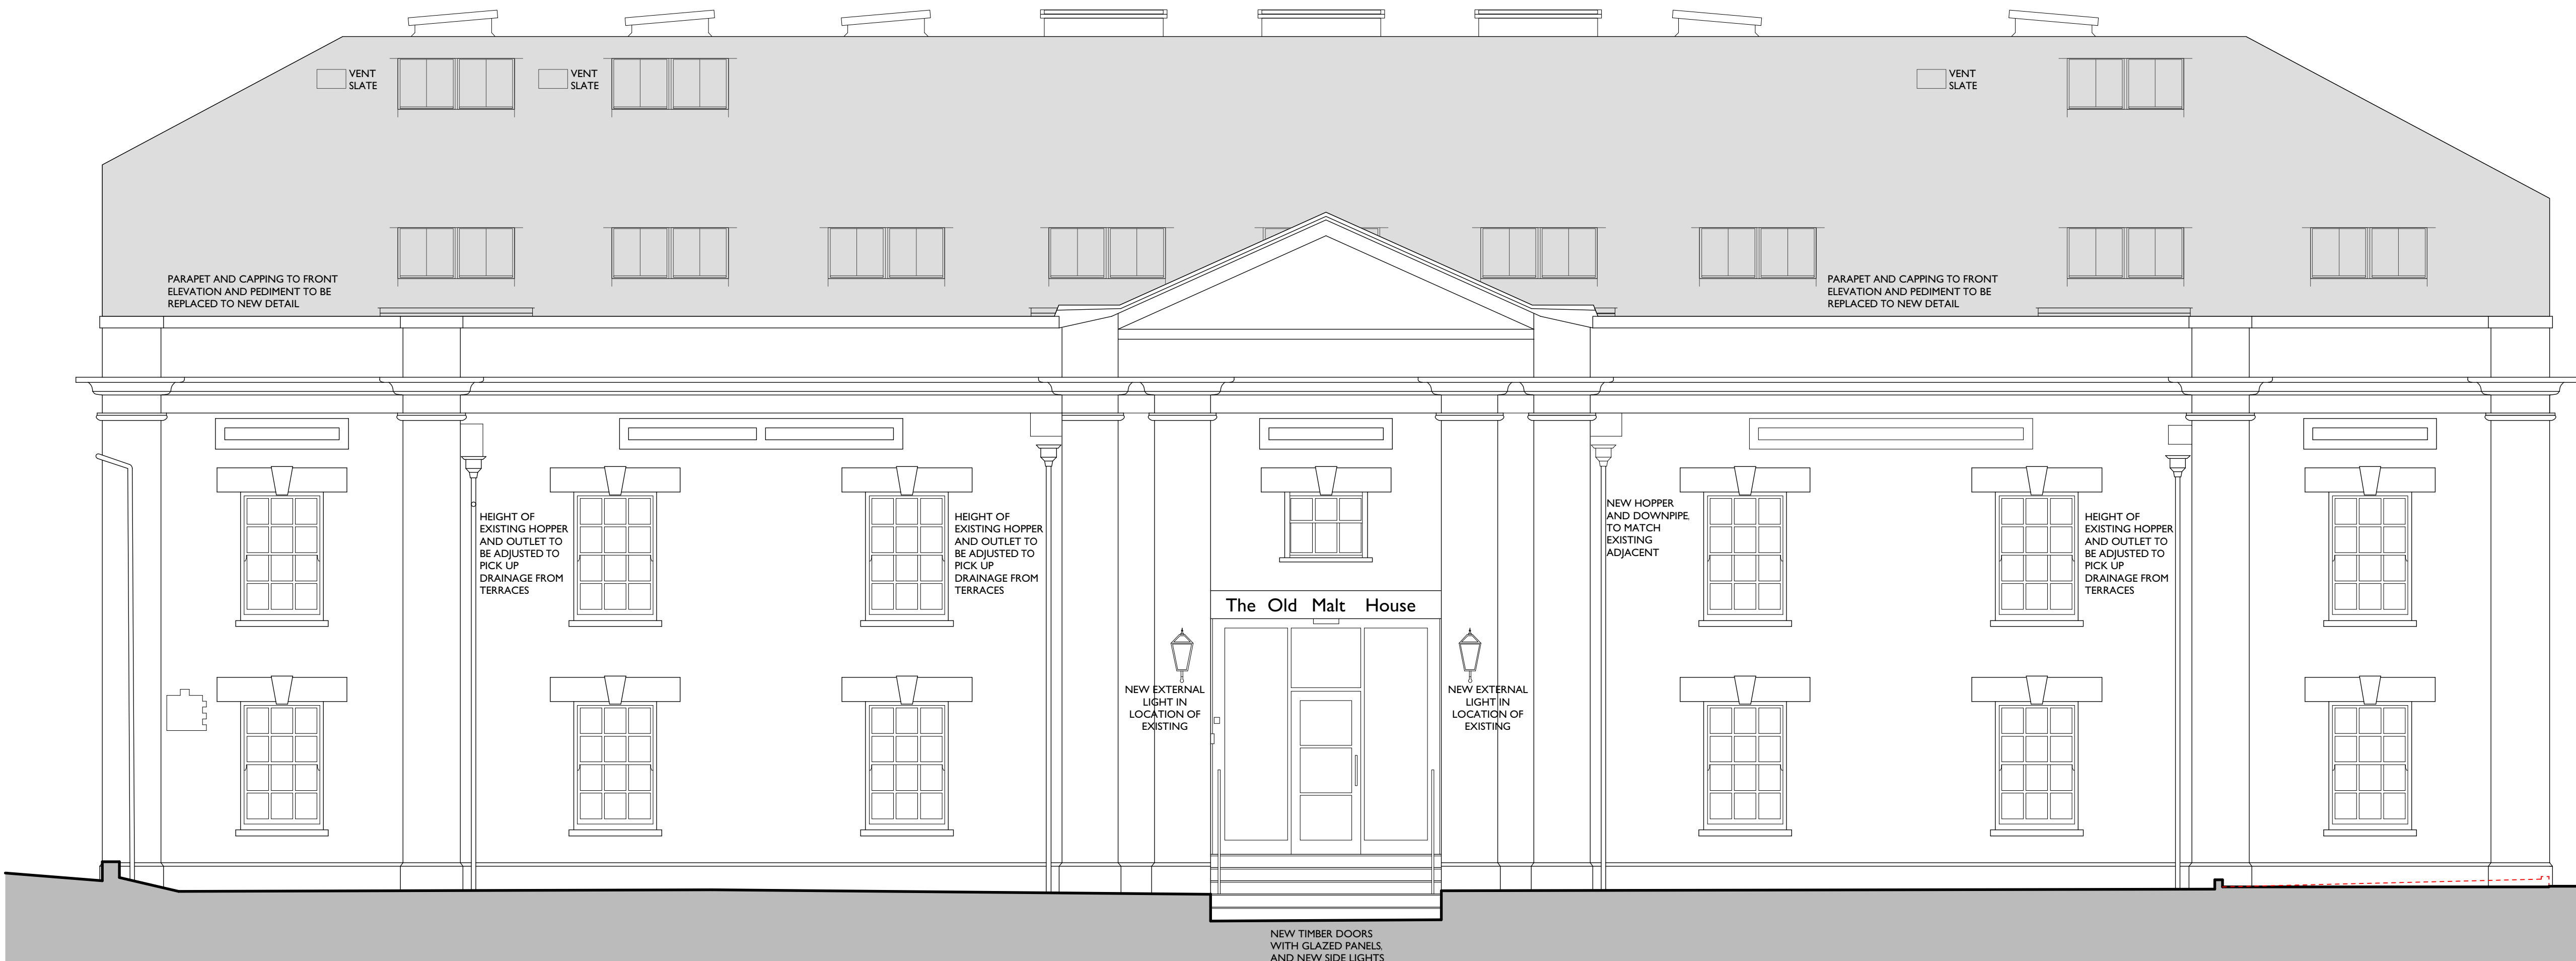 VENT
SLATE
VENT
SLATE
VENT
SLATE
PARAPET AND CAPPING TO FRONT
ELEVATION AND PEDIMENT TO BE
REPLACED TO NEW DETAIL
PARAPET AND CAPPING TO FRONT
ELEVATION AND PEDIMENT TO BE
REPLACED TO NEW DETAIL
HEIGHT OF
EXISTING HOPPER
AND OUTLET TO
BE ADJUSTED TO
PICK UP
DRAINAGE FROM
TERRACES
HEIGHT OF
EXISTING HOPPER
AND OUTLET TO
BE ADJUSTED TO
PICK UP
DRAINAGE FROM
TERRACES
NEW HOPPER
AND DOWNPIPE,
TO MATCH
EXISTING
ADJACENT
HEIGHT OF
EXISTING HOPPER
AND OUTLET TO
BE ADJUSTED TO
PICK UP
DRAINAGE FROM
TERRACES
The Old Malt House
NEW EXTERNAL
LIGHT IN
LOCATION OF
EXISTING
NEW EXTERNAL
LIGHT IN
LOCATION OF
EXISTING
NEW TIMBER DOORS
WITH GLAZED PANELS,
AND NEW SIDE LIGHTS